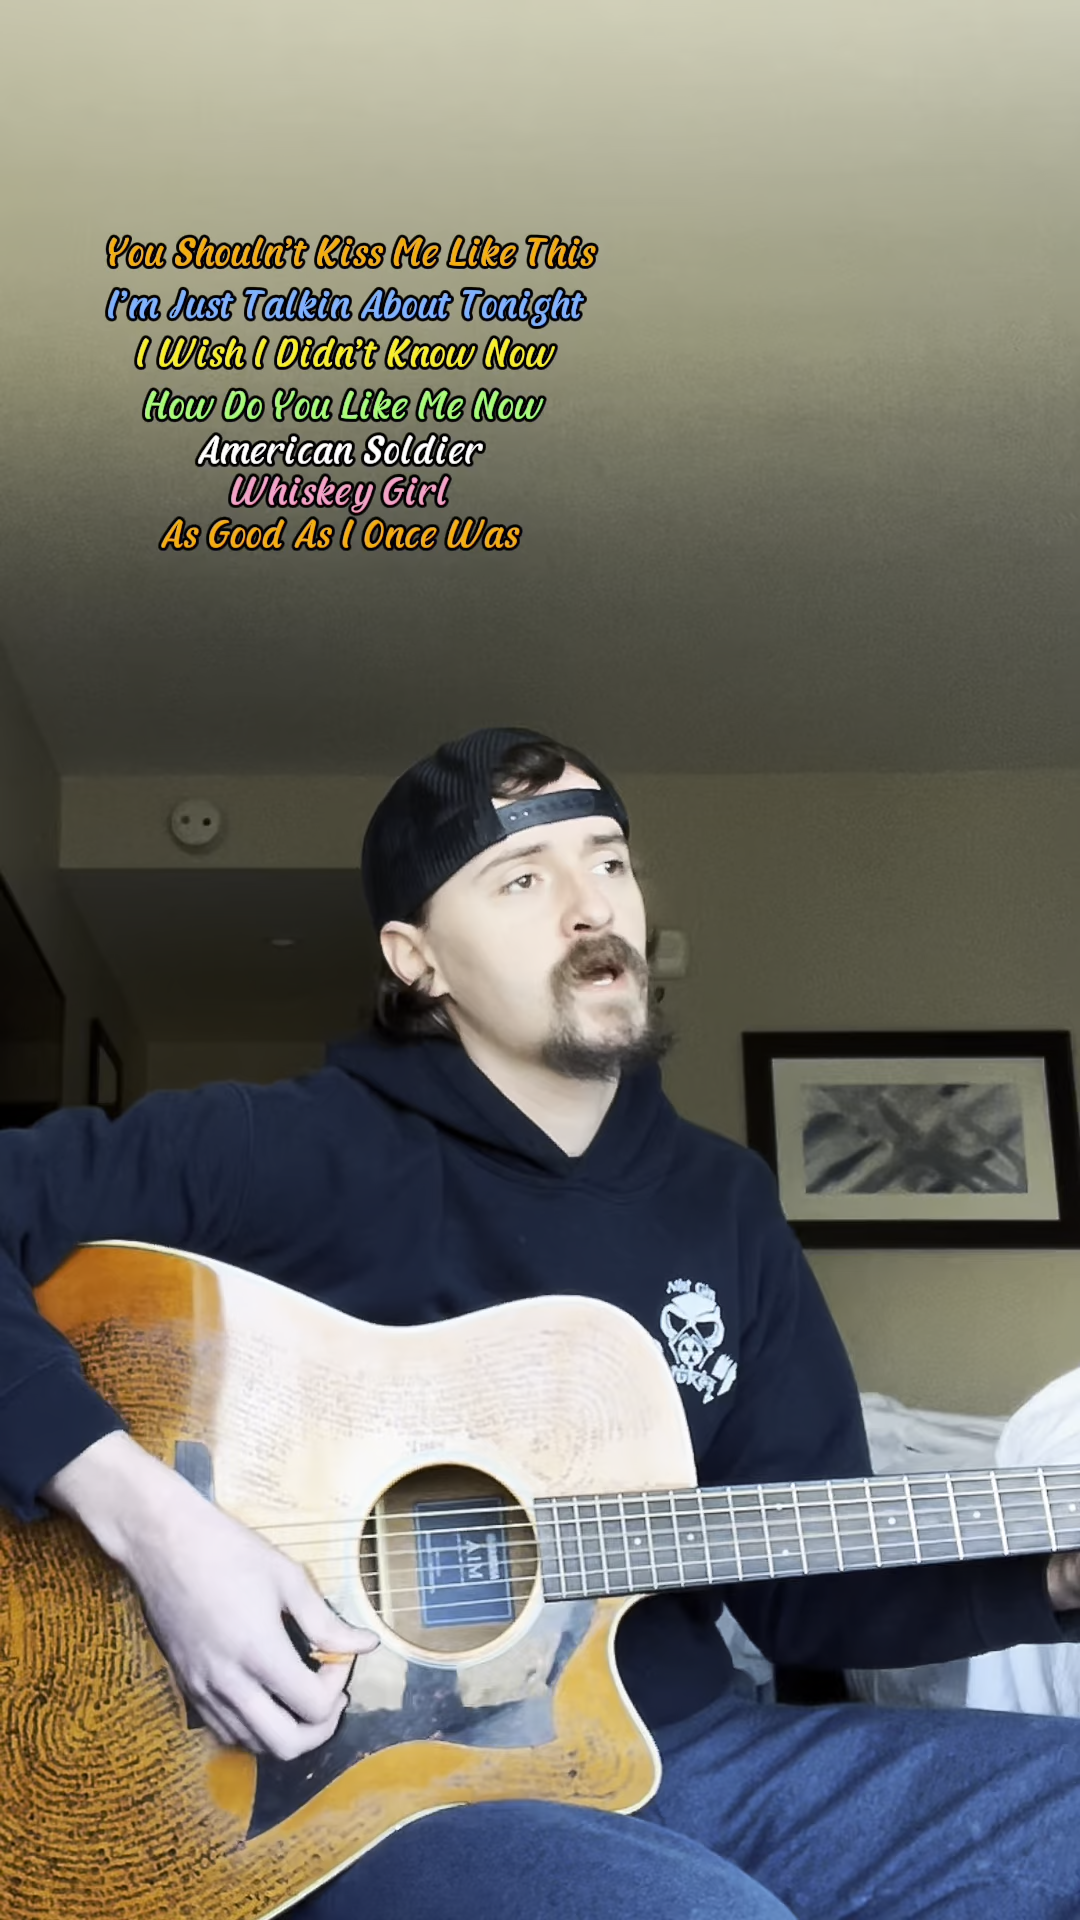 You Shouln't Kiss Me Like This
I'm Just Talkin About Tonight
I Wish I Didn't Know Now
How Do You Like Me Now
American Soldier
Whiskey Girl
As Good As I Once Was